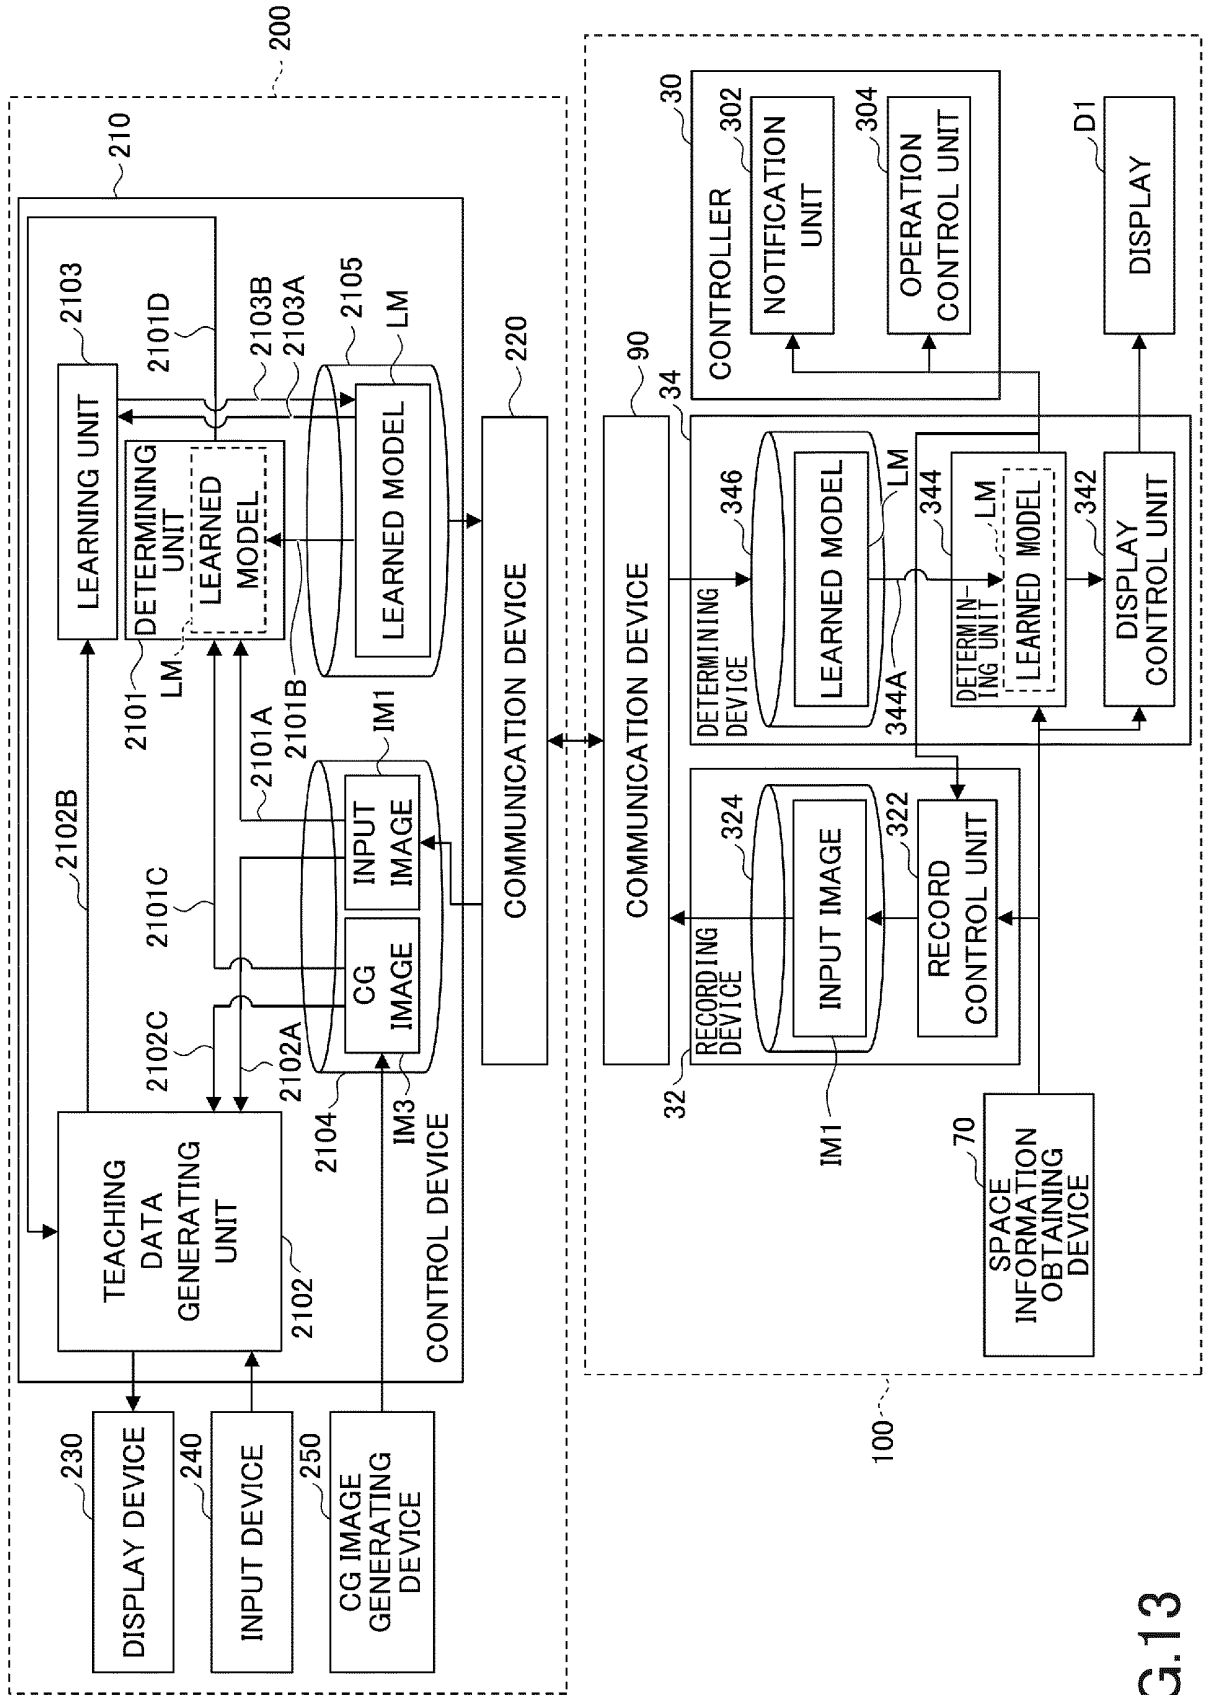 200
210
DISPLAY DEVICE
230
INPUT DEVICE
240
CG IMAGE
GENERATING
DEVICE
250
TEACHING
DATA
GENERATING
UNIT
2102
CONTROL DEVICE
2102B
2101C
2102C
2102A
2101A
2101B
2101D
LEARNING UNIT
2103
DETERMINING
UNIT
LEARNED
MODEL
LM
2101
2103B
2103A
2104
CG
IMAGE
IM3
INPUT
IMAGE
IM1
2105
LEARNED MODEL
LM
COMMUNICATION DEVICE
220
100
COMMUNICATION DEVICE
90
RECORDING
DEVICE
32
INPUT IMAGE
324
IM1
RECORD
CONTROL UNIT
322
DETERMINING
DEVICE
34
LEARNED MODEL
346
LM
344A
DETERMIN-
ING UNIT
344
LEARNED MODEL
LM
DISPLAY
CONTROL UNIT
342
CONTROLLER
30
NOTIFICATION
UNIT
302
OPERATION
CONTROL UNIT
304
DISPLAY
D1
SPACE
INFORMATION
OBTAINING
DEVICE
70
G.13